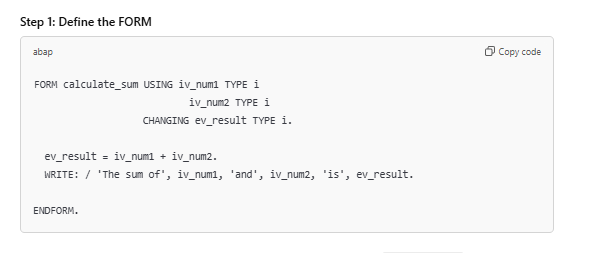 Step 1: Define the FORM
abap
Copy code
FORM calculate_sum USING iv_num1 TYPE i
iv_num2 TYPE i
CHANGING ev_result TYPE i.
ev_result = iv_num1 + iv_num2.
WRITE: / 'The sum of', iv_num1, 'and', iv_num2, 'is', ev_result.
ENDFORM.